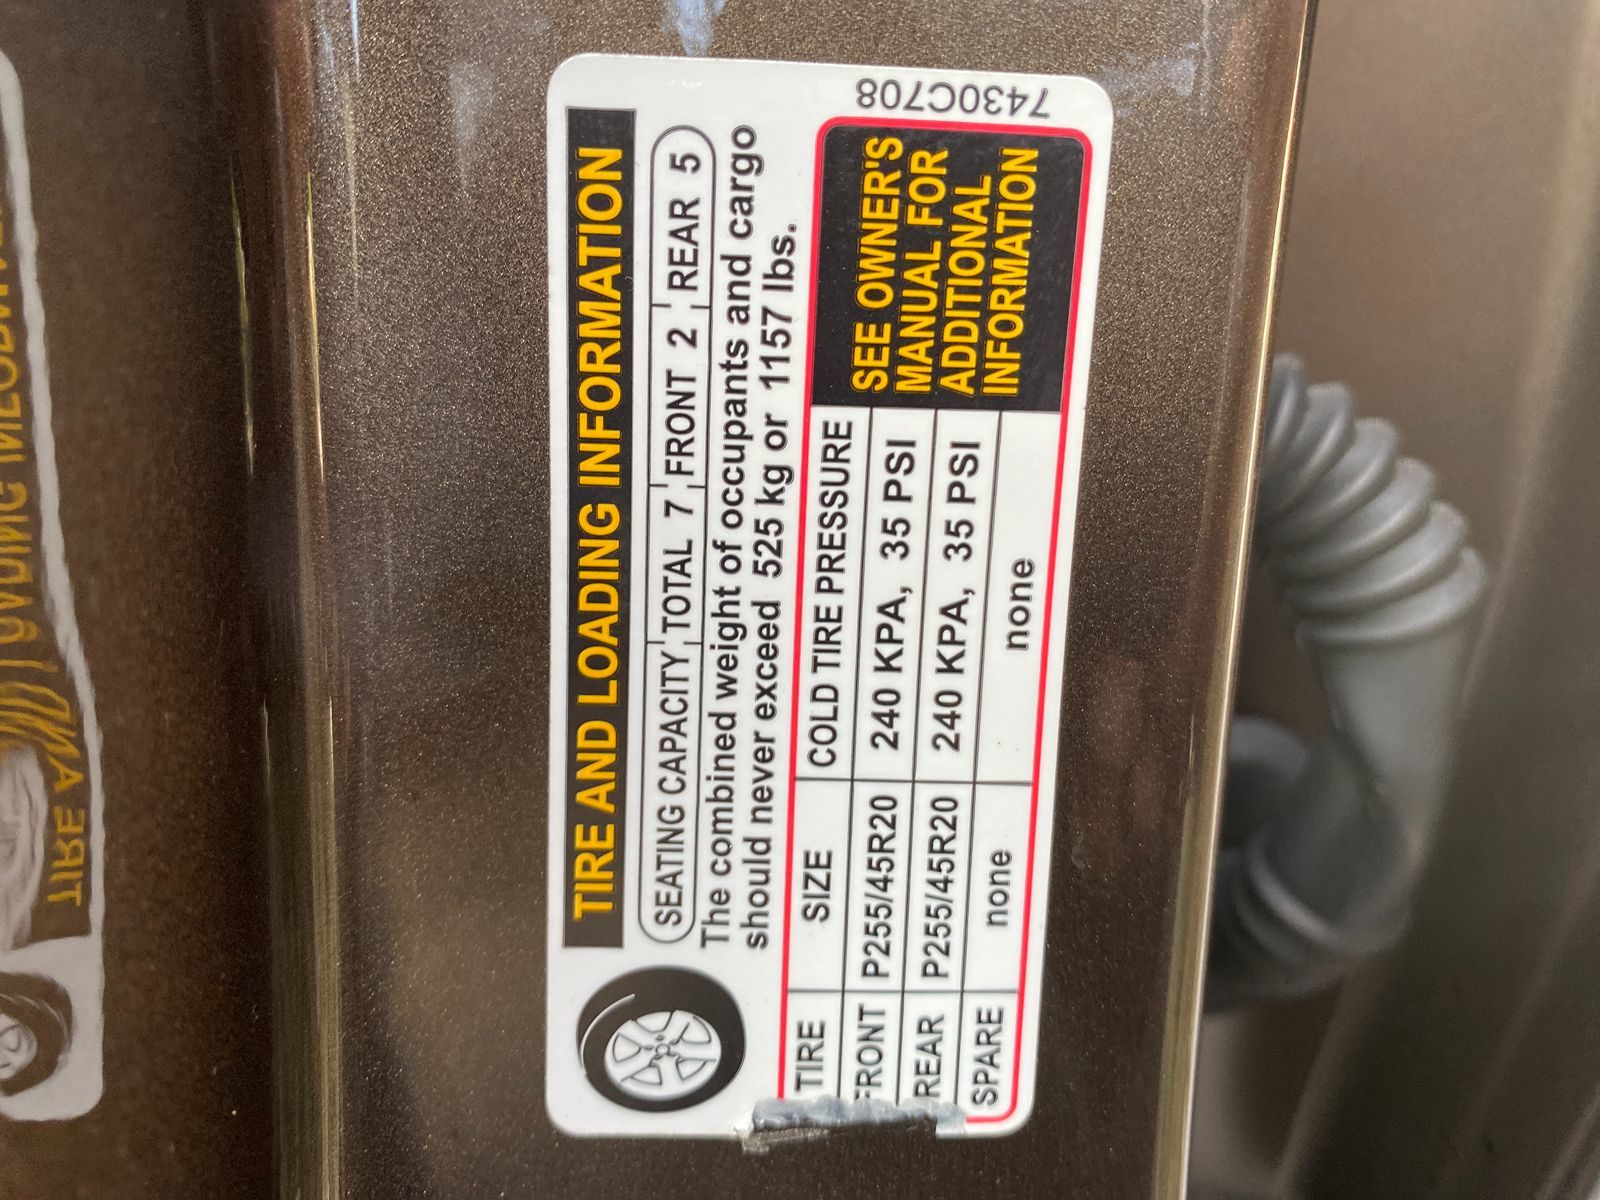 TIRE AND LOADING INFORMATION
SEATING CAPACITY TOTAL 7 FRONT 2 REAR 5
The combined weight of occupants and cargo
should never exceed 525 kg or 1157 lbs.
TIRE SIZE COLD TIRE PRESSURE
FRONT P255/45R20 240 KPA, 35 PSI
REAR P255/45R20 240 KPA, 35 PSI
SPARE none none
SEE OWNER'S
MANUAL FOR
ADDITIONAL
INFORMATION
7430C708
TIRE